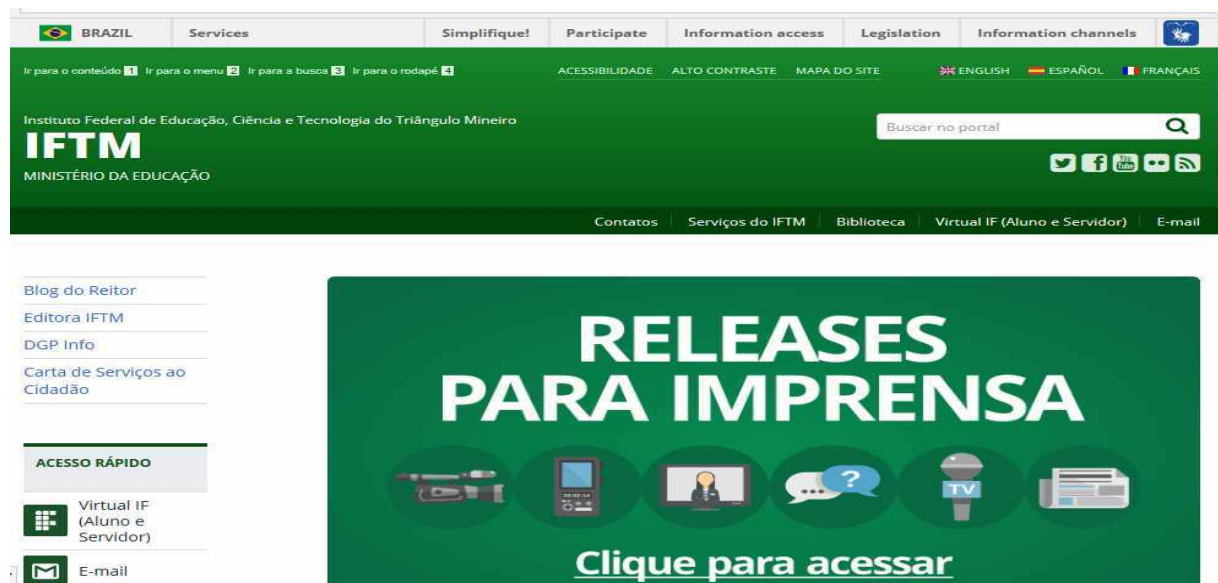 BRAZIL Services Simplifique! Participate Information access Legislation Information channels
Ir para o conteúdo 1 Ir para o menu 2 Ir para a busca 3 Ir para o rodapé 4 ACESSIBILIDADE ALTO CONTRASTE MAPA DO SITE ENGLISH ESPAÑOL FRANÇAIS
Instituto Federal de Educação, Ciência e Tecnologia do Triângulo Mineiro
IFTM
MINISTÉRIO DA EDUCAÇÃO
Buscar no portal
You Tube
Contatos Serviços do IFTM Biblioteca Virtual IF (Aluno e Servidor) E-mail
Blog do Reitor
Editora IFTM
DGP Info
Carta de Serviços ao
Cidadão
ACESSO RÁPIDO
Virtual IF
(Aluno e
Servidor)
E-mail
RELEASES
PARA IMPRENSA
... ?
TV
Clique para acessar